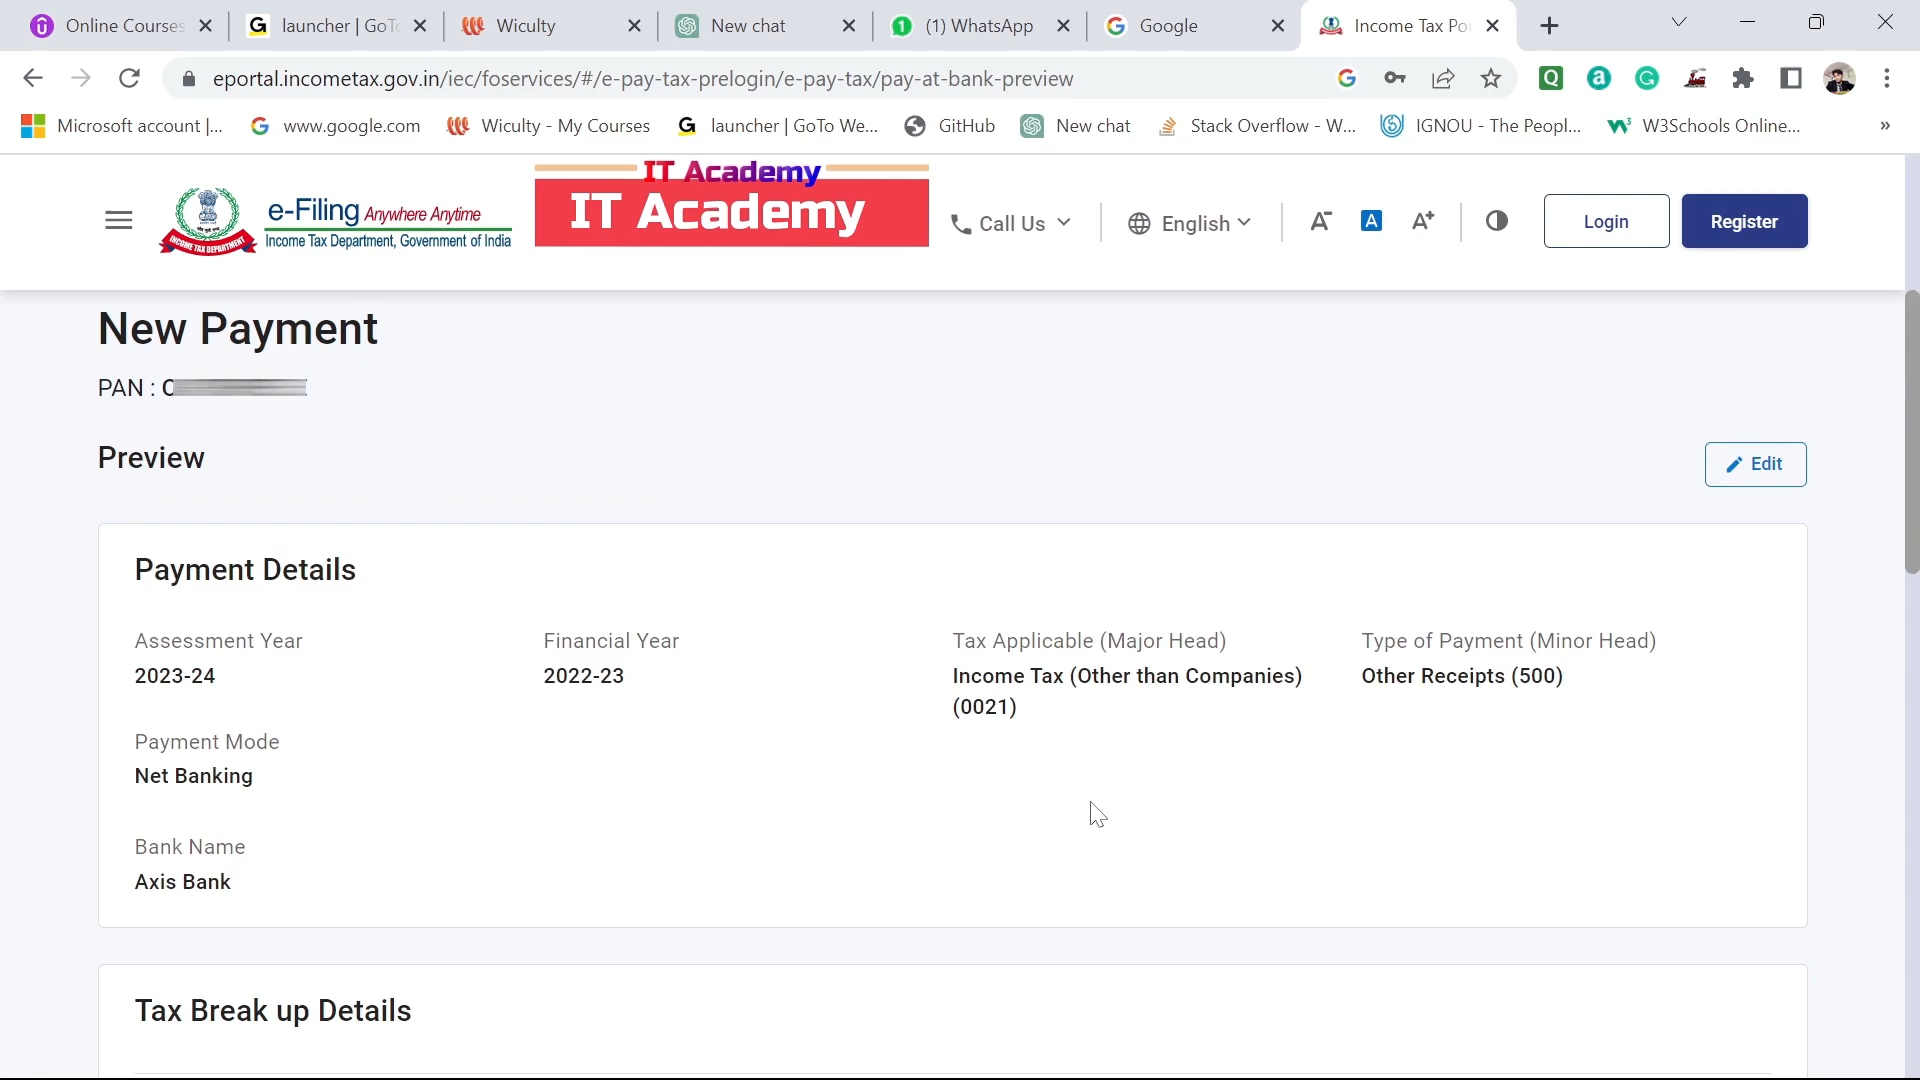 Online Courses
launcher | GoTo
Wiculty
New chat
(1) WhatsApp
Google
Income Tax Po
eportal.incometax.gov.in/iec/foservices/#/e-pay-tax-prelogin/e-pay-tax/pay-at-bank-preview
Microsoft account |...
www.google.com
Wiculty - My Courses
launcher | GoTo We...
GitHub
New chat
Stack Overflow - W...
IGNOU - The Peopl...
W3Schools Online...
»
e-Filing Anywhere Anytime
Income Tax Department, Government of India
INCOME TAX DEPARTMENT
IT Academy
IT Academy
Call Us
English
A-
A
A+
Login
Register
New Payment
PAN : C
Preview
Edit
Payment Details
Assessment Year
2023-24
Financial Year
2022-23
Tax Applicable (Major Head)
Income Tax (Other than Companies)
(0021)
Type of Payment (Minor Head)
Other Receipts (500)
Payment Mode
Net Banking
Bank Name
Axis Bank
Tax Break up Details